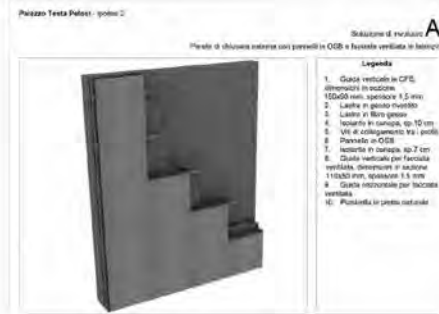 Palazzo Testa Pelosi - ipotesi 2
Soluzione di involucro A
Parete di chiusura esterna con pannelli in OSB e facciata ventilata in
Legenda
1. Guida verticale in CFS,
dimensioni in sezione
150x50 mm, spessore 1,5 mm
2. Lastra in gesso rivestito
3. Lastra in fibro gesso
4. Isolante in canapa, sp.10 cm
5. Viti di collegamento tra i profili
6. Pannello in OSB
7. Isolante in canapa, sp.7 cm
8. Guida verticale per facciata
ventilata, dimensioni in sezione
110x50 mm, spessore 1.5 mm
9. Guida orizzontale per facciata
ventilata
10. Piastrella in pietra naturale